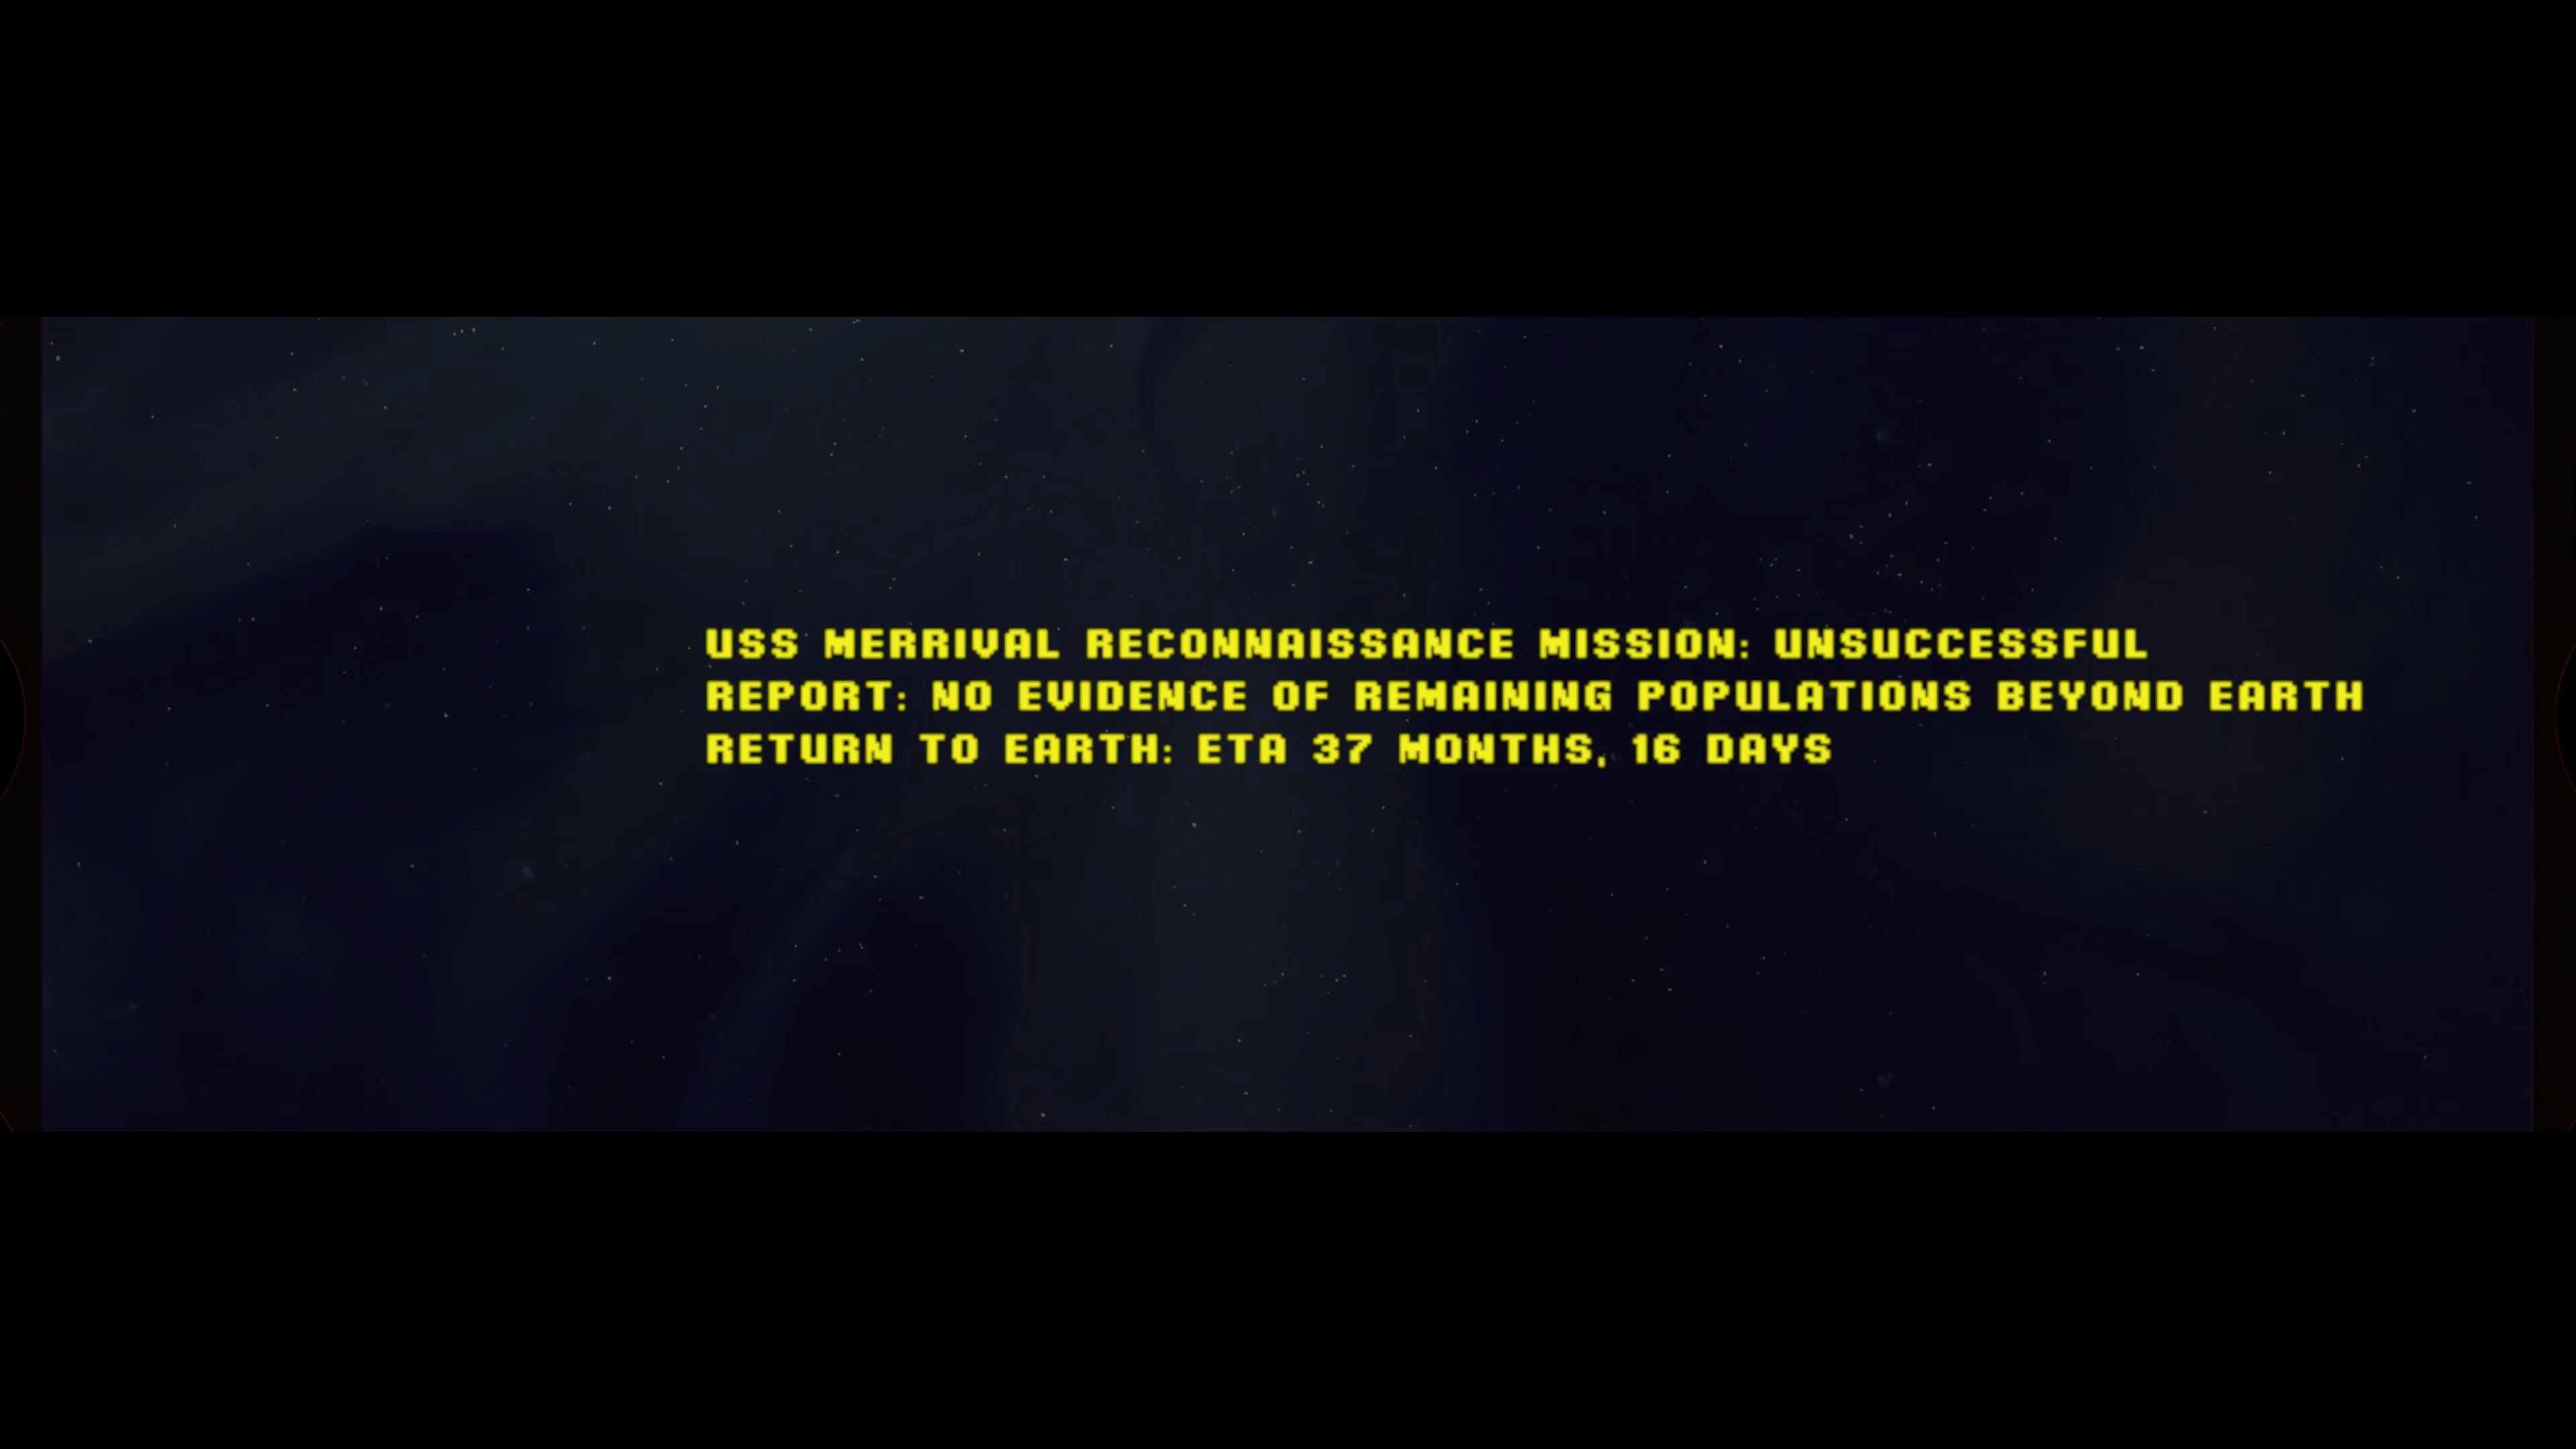 USS MERRIVAL RECONNAISSANCE MISSION: UNSUCCESSFUL
REPORT: NO EVIDENCE OF REMAINING POPULATIONS BEYOND EARTH
RETURN TO EARTH: ETA 37 MONTHS, 16 DAYS